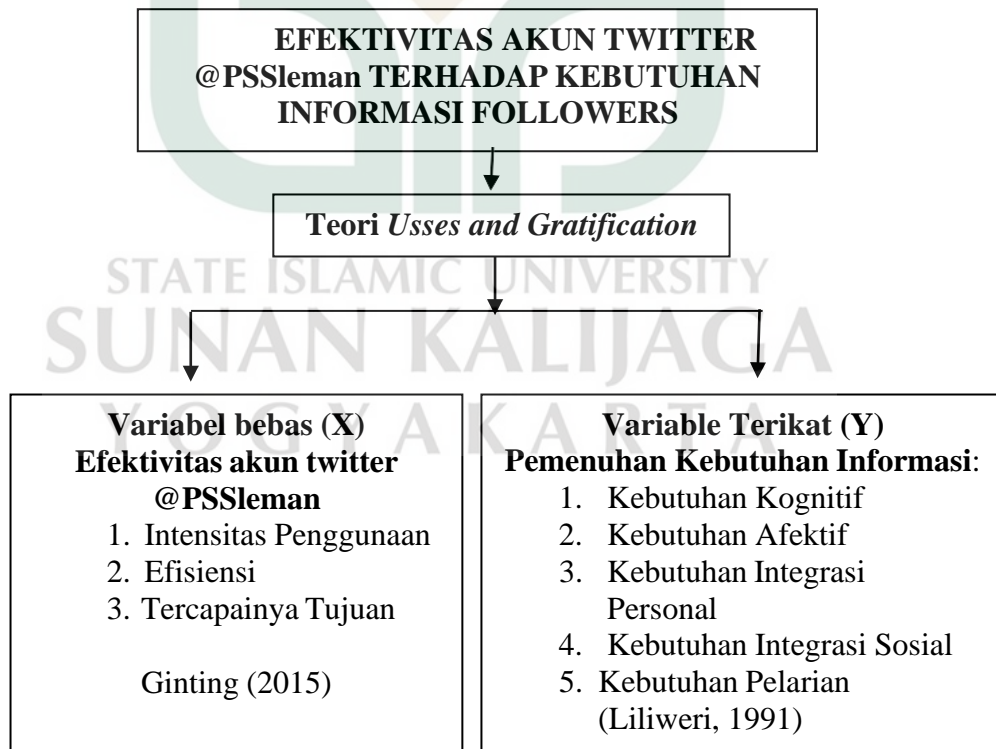 EFEKTIVITAS AKUN TWITTER
@PSSleman TERHADAP KEBUTUHAN
INFORMASI FOLLOWERS
Teori Usses and Gratification
STATE ISLAMIC UNIVERSITY
SUNAN KALIJAGA
YOGYAKARTA
Variabel bebas (X)
Efektivitas akun twitter
@PSSleman
1. Intensitas Penggunaan
2. Efisiensi
3. Tercapainya Tujuan
Ginting (2015)
Variable Terikat (Y)
Pemenuhan Kebutuhan Informasi:
1. Kebutuhan Kognitif
2. Kebutuhan Afektif
3. Kebutuhan Integrasi
Personal
4. Kebutuhan Integrasi Sosial
5. Kebutuhan Pelarian
(Liliweri, 1991)